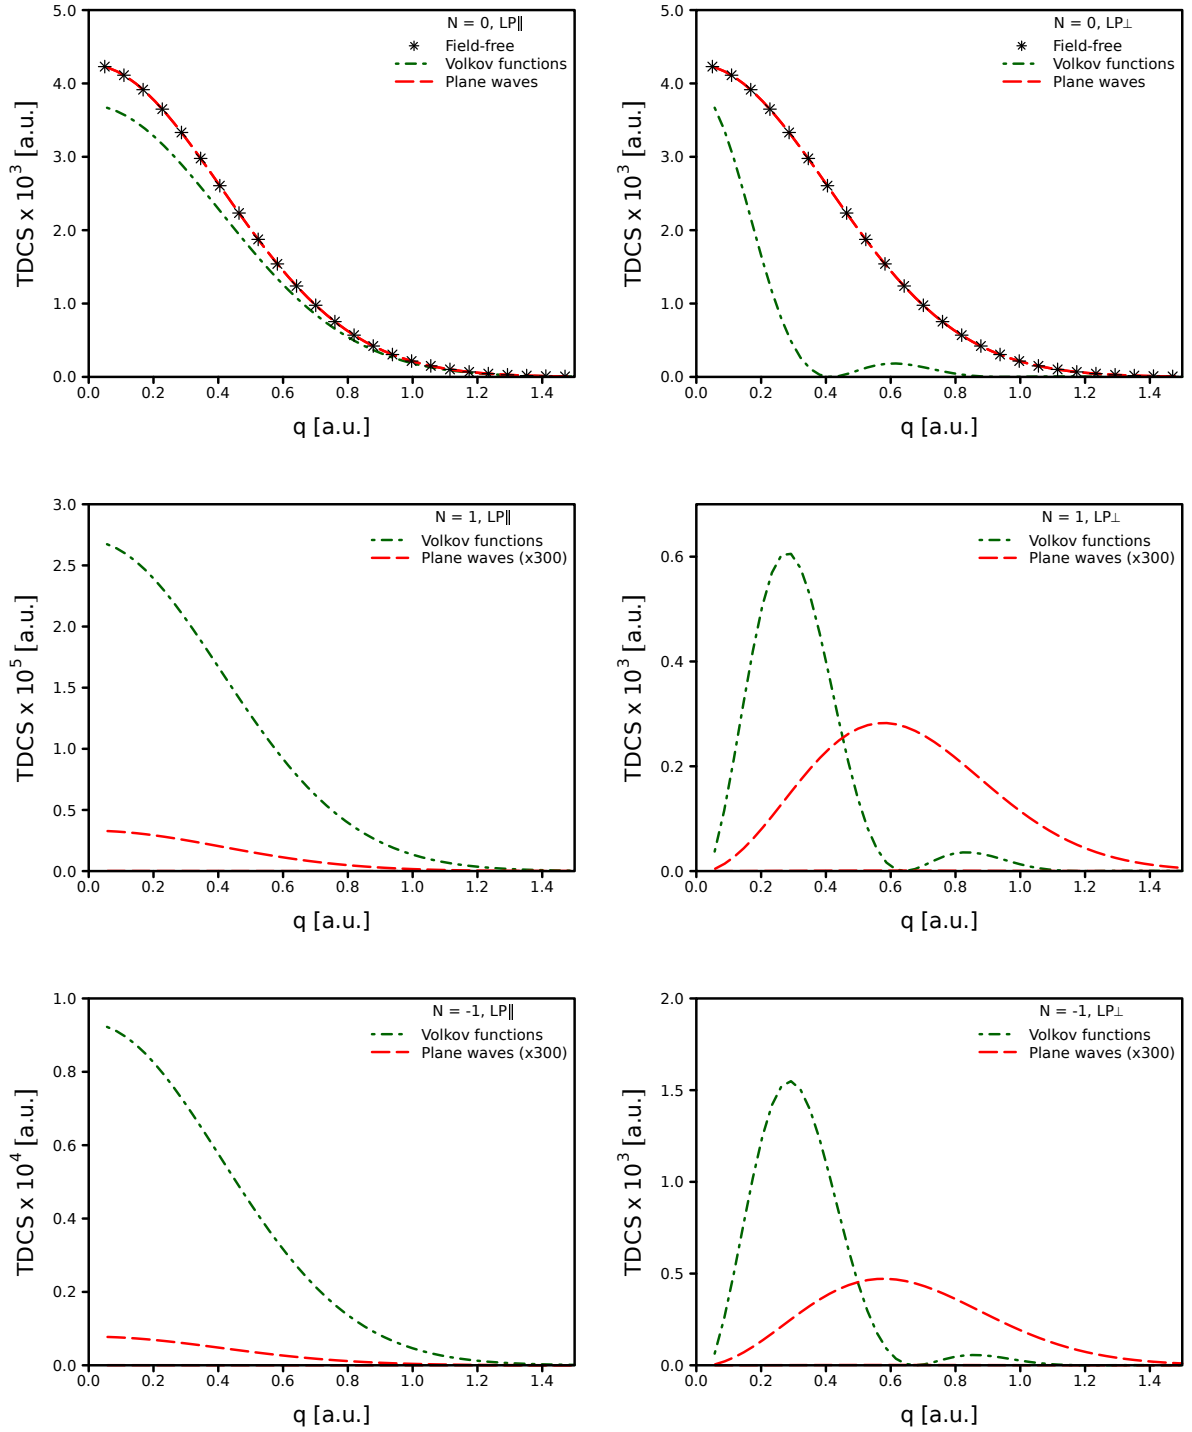 N = 0, LP∥
Field-free
Volkov functions
Plane waves
TDCS x 10³ [a.u.]
5.0
4.0
3.0
2.0
1.0
0.0
0.0 0.2 0.4 0.6 0.8 1.0 1.2 1.4
q [a.u.]
N = 0, LP⊥
Field-free
Volkov functions
Plane waves
TDCS x 10³ [a.u.]
5.0
4.0
3.0
2.0
1.0
0.0
0.0 0.2 0.4 0.6 0.8 1.0 1.2 1.4
q [a.u.]
N = 1, LP∥
Volkov functions
Plane waves (x300)
TDCS x 10⁵ [a.u.]
3.0
2.5
2.0
1.5
1.0
0.5
0.0
0.0 0.2 0.4 0.6 0.8 1.0 1.2 1.4
q [a.u.]
N = 1, LP⊥
Volkov functions
Plane waves (x300)
TDCS x 10³ [a.u.]
0.6
0.4
0.2
0.0
0.0 0.2 0.4 0.6 0.8 1.0 1.2 1.4
q [a.u.]
N = -1, LP∥
Volkov functions
Plane waves (x300)
TDCS x 10⁴ [a.u.]
1.0
0.8
0.6
0.4
0.2
0.0
0.0 0.2 0.4 0.6 0.8 1.0 1.2 1.4
q [a.u.]
N = -1, LP⊥
Volkov functions
Plane waves (x300)
TDCS x 10³ [a.u.]
2.0
1.5
1.0
0.5
0.0
0.0 0.2 0.4 0.6 0.8 1.0 1.2 1.4
q [a.u.]